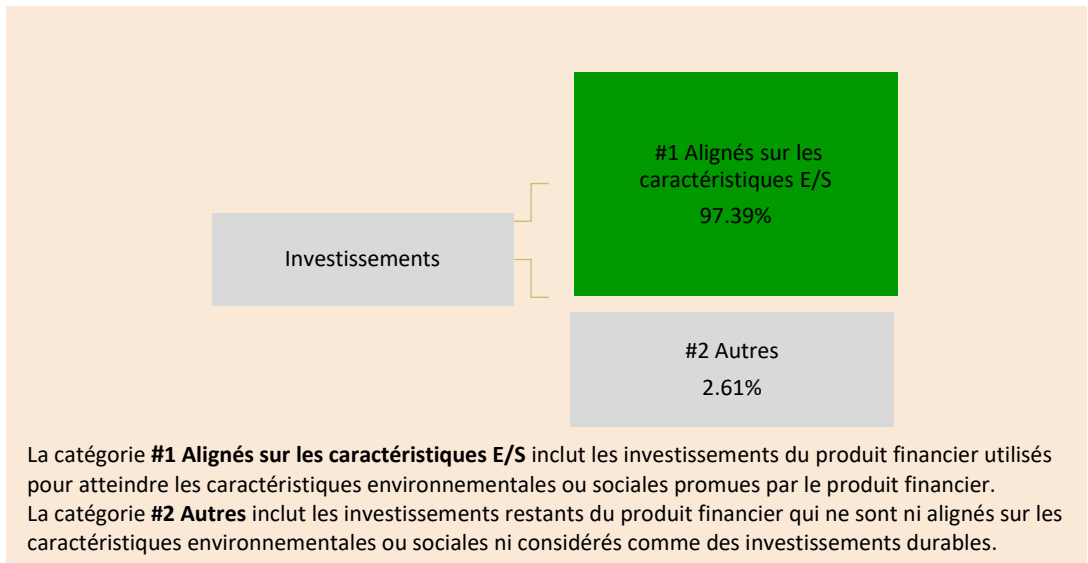 #1 Alignés sur les
caractéristiques E/S
97.39%
Investissements
#2 Autres
2.61%
La catégorie #1 Alignés sur les caractéristiques E/S inclut les investissements du produit financier utilisés
pour atteindre les caractéristiques environnementales ou sociales promues par le produit financier.
La catégorie #2 Autres inclut les investissements restants du produit financier qui ne sont ni alignés sur les
caractéristiques environnementales ou sociales ni considérés comme des investissements durables.